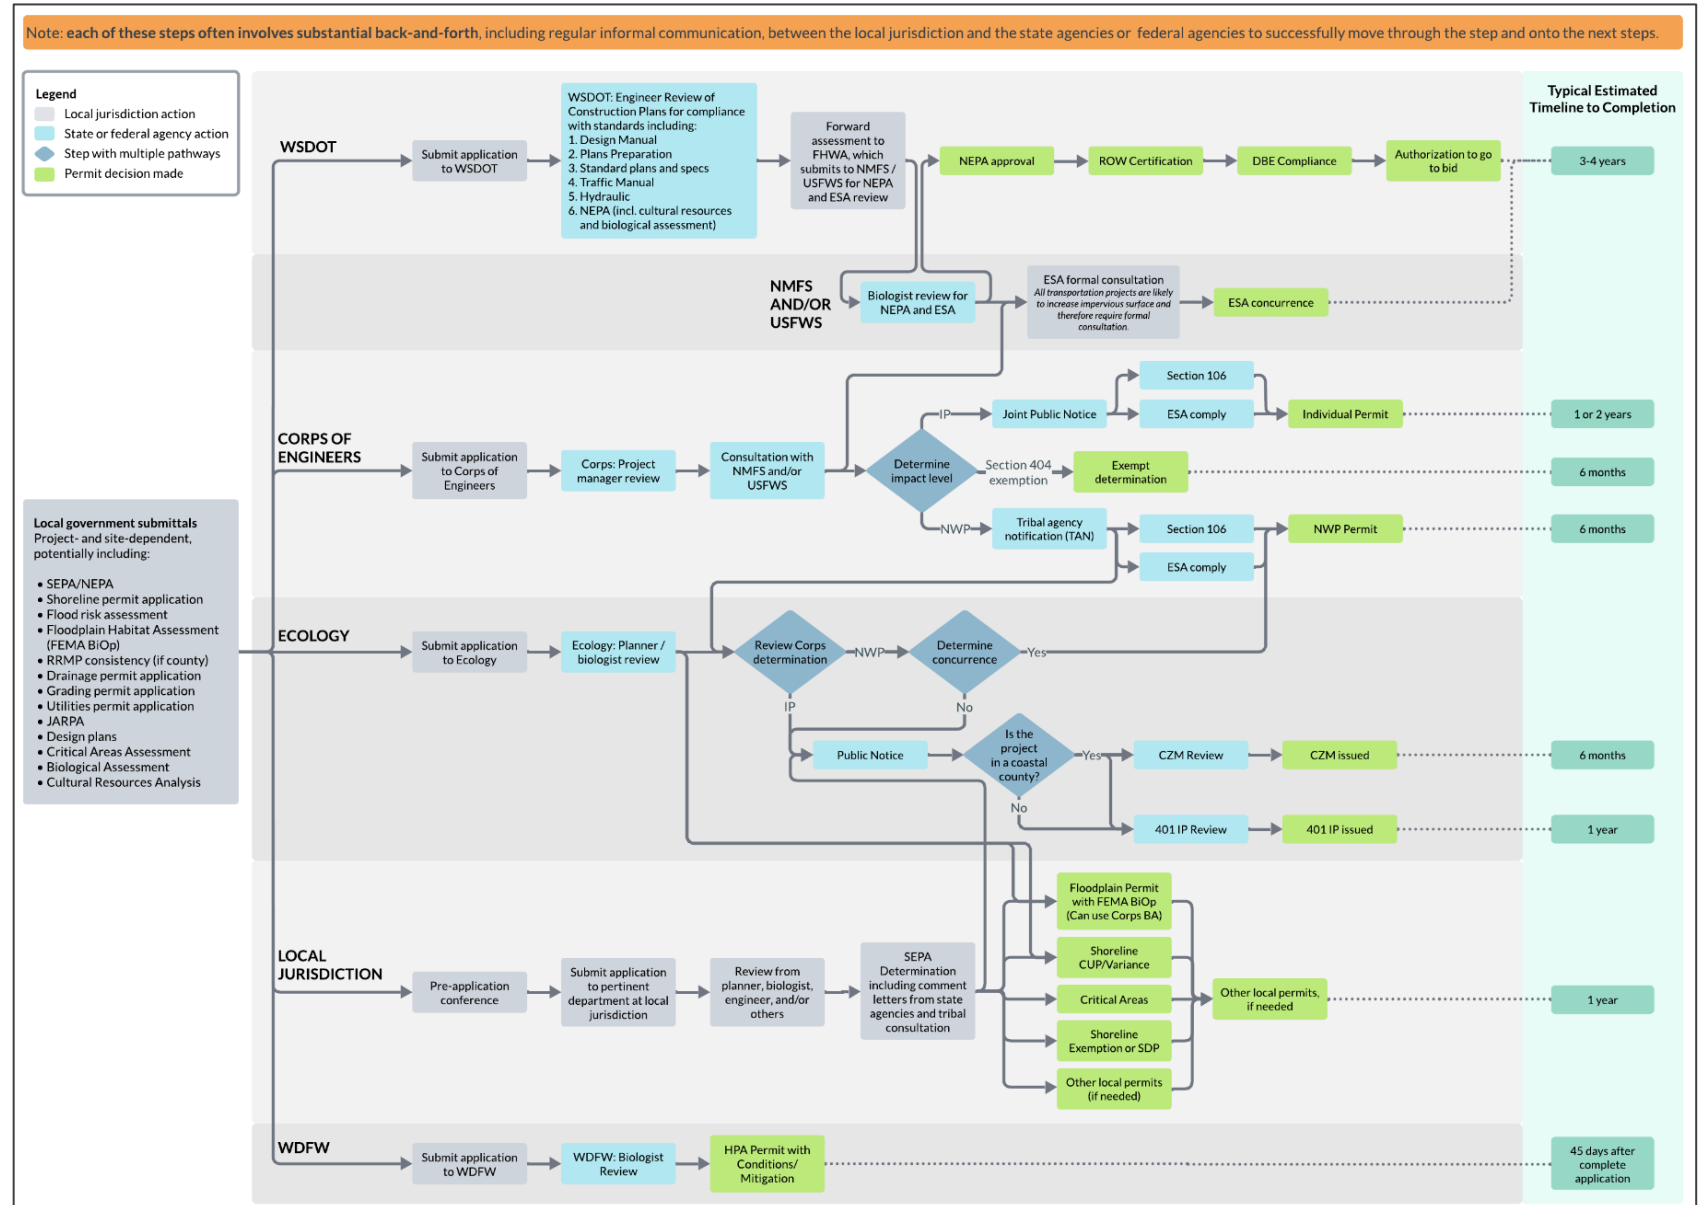 Note: each of these steps often involves substantial back-and-forth, including regular informal communication, between the local jurisdiction and the state agencies or federal agencies to successfully move through the step and onto the next steps.
Legend
Local jurisdiction action
State or federal agency action
Step with multiple pathways
Permit decision made
Typical Estimated
Timeline to Completion
WSDOT
Submit application
to WSDOT
WSDOT: Engineer Review of
Construction Plans for compliance
with standards including:
1. Design Manual
2. Plans Preparation
3. Standard plans and specs
4. Traffic Manual
5. Hydraulic
6. NEPA (incl. cultural resources
and biological assessment)
Forward
assessment to
FHWA, which
submits to NMFS /
USFWS for NEPA
and ESA review
NEPA approval
ROW Certification
DBE Compliance
Authorization to go
to bid
3-4 years
NMFS
AND/OR
USFWS
Biologist review for
NEPA and ESA
ESA formal consultation
All transportation projects are likely
to increase impervious surface and
therefore require formal
consultation.
ESA concurrence
CORPS OF
ENGINEERS
Submit application
to Corps of
Engineers
Corps: Project
manager review
Consultation with
NMFS and/or
USFWS
Determine
impact level
IP
Joint Public Notice
Section 106
ESA comply
Individual Permit
1 or 2 years
Section 404
exemption
Exempt
determination
6 months
NWP
Tribal agency
notification (TAN)
Section 106
ESA comply
NWP Permit
6 months
Local government submittals
Project- and site-dependent,
potentially including:
• SEPA/NEPA
• Shoreline permit application
• Flood risk assessment
• Floodplain Habitat Assessment
(FEMA BiOp)
• RRMP consistency (if county)
• Drainage permit application
• Grading permit application
• Utilities permit application
• JARPA
• Design plans
• Critical Areas Assessment
• Biological Assessment
• Cultural Resources Analysis
ECOLOGY
Submit application
to Ecology
Ecology: Planner /
biologist review
Review Corps
determination
NWP
Determine
concurrence
Yes
IP
No
Public Notice
Is the
project
in a coastal
county?
Yes
CZM Review
CZM issued
6 months
No
401 IP Review
401 IP issued
1 year
LOCAL
JURISDICTION
Pre-application
conference
Submit application
to pertinent
department at local
jurisdiction
Review from
planner, biologist,
engineer, and/or
others
SEPA
Determination
including comment
letters from state
agencies and tribal
consultation
Floodplain Permit
with FEMA BiOp
(Can use Corps BA)
Shoreline
CUP/Variance
Critical Areas
Shoreline
Exemption or SDP
Other local permits
(if needed)
Other local permits,
if needed
1 year
WDFW
Submit application
to WDFW
WDFW: Biologist
Review
HPA Permit with
Conditions/
Mitigation
45 days after
complete
application